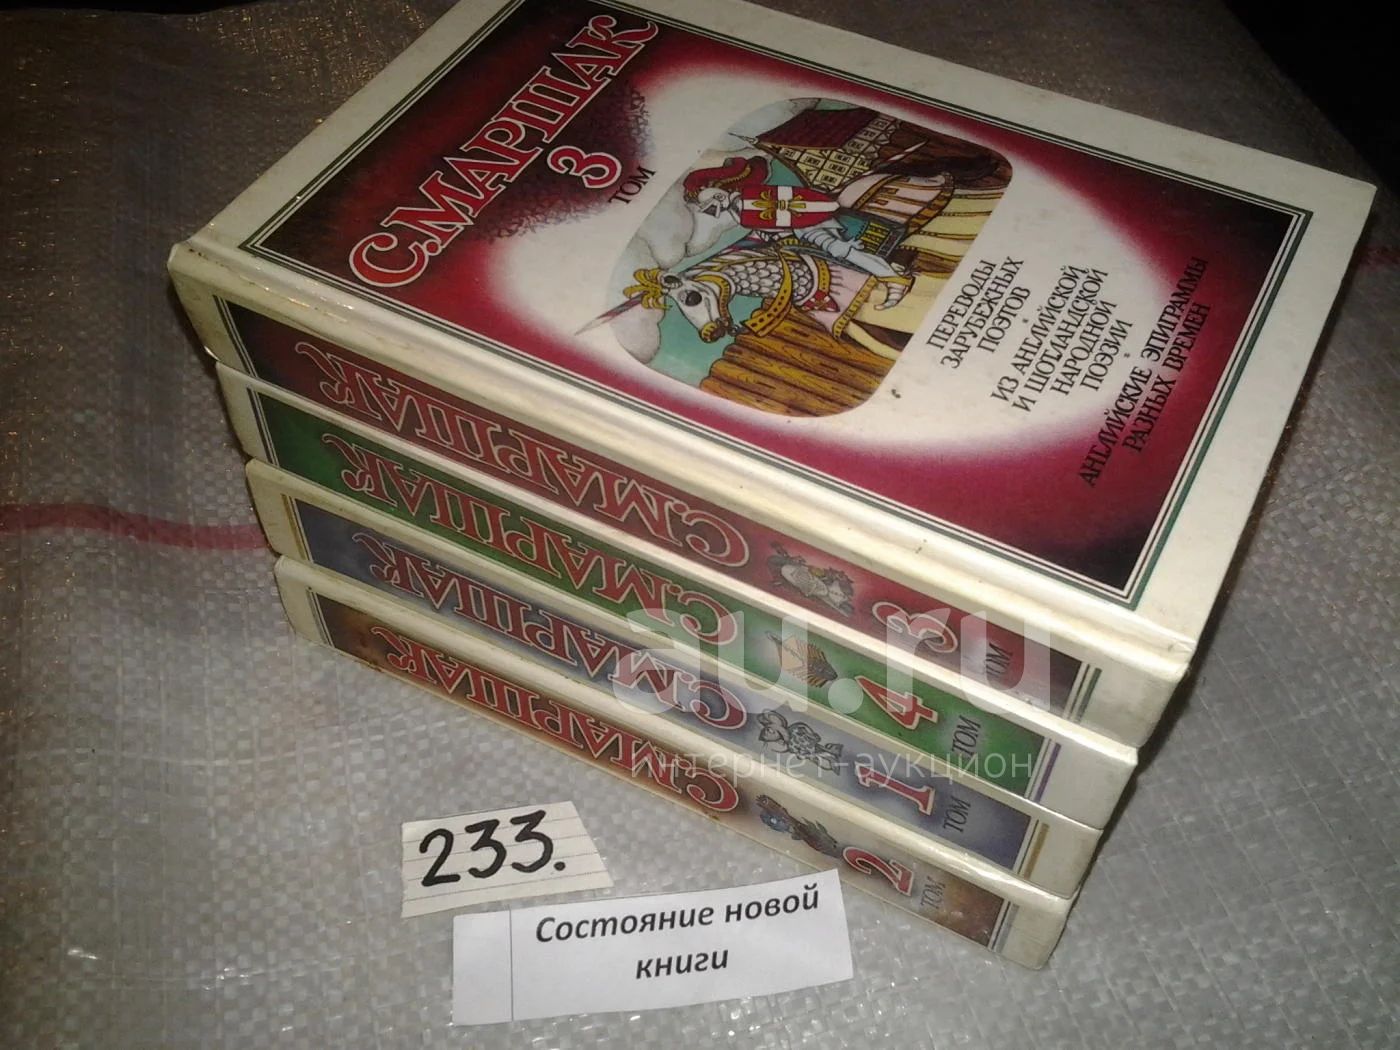 С.МАРШАК
3
ТОМ
ПЕРЕВОДЫ
ЗАРУБЕЖНЫХ
ПОЭТОВ
ИЗ АНГЛИЙСКОЙ
И ШОТЛАНДСКОЙ
НАРОДНОЙ
ПОЭЗИИ
АНГЛИЙСКИЕ ЭПИГРАММЫ
РАЗНЫХ ВРЕМЕН
С.МАРШАК 3 ТОМ
С.МАРШАК 4 ТОМ
С.МАРШАК 1 ТОМ
С.МАРШАК 2 ТОМ
au.ru
интернет-аукцион
233.
Состояние новой
книги